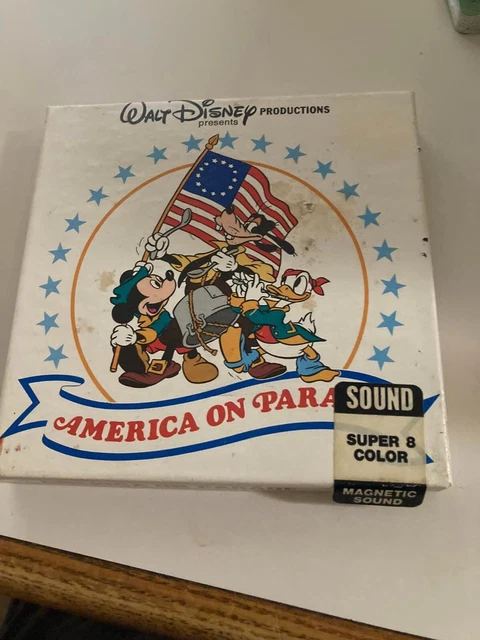 WALT DISNEY PRODUCTIONS
presents
AMERICA ON PARA
SOUND
SUPER 8
COLOR
MAGNETIC
SOUND